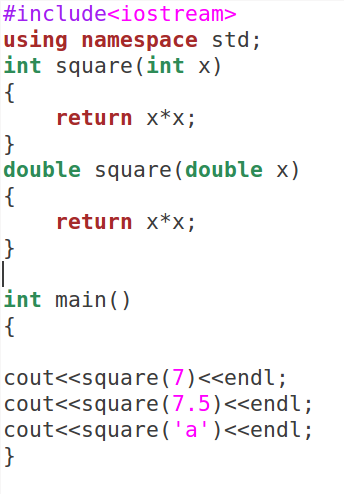 #include<iostream>
using namespace std;
int square(int x)
{
    return x*x;
}
double square(double x)
{
    return x*x;
}

int main()
{

cout<<square(7)<<endl;
cout<<square(7.5)<<endl;
cout<<square('a')<<endl;
}